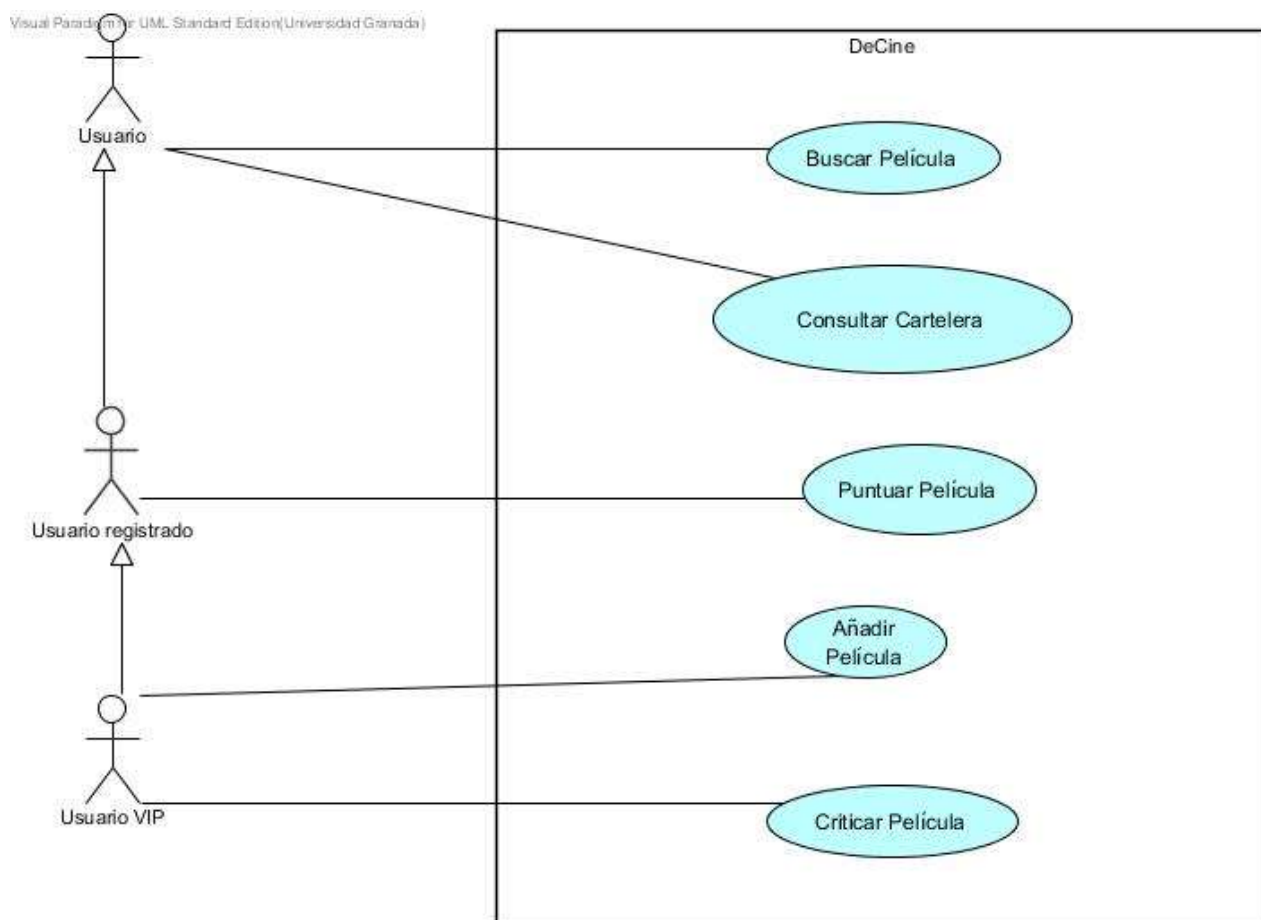 Visual Paradigm for UML Standard Edition(Universidad Granada)
DeCine
Usuario
Buscar Película
Consultar Cartelera
Puntuar Película
Usuario registrado
Añadir
Película
Usuario VIP
Criticar Película